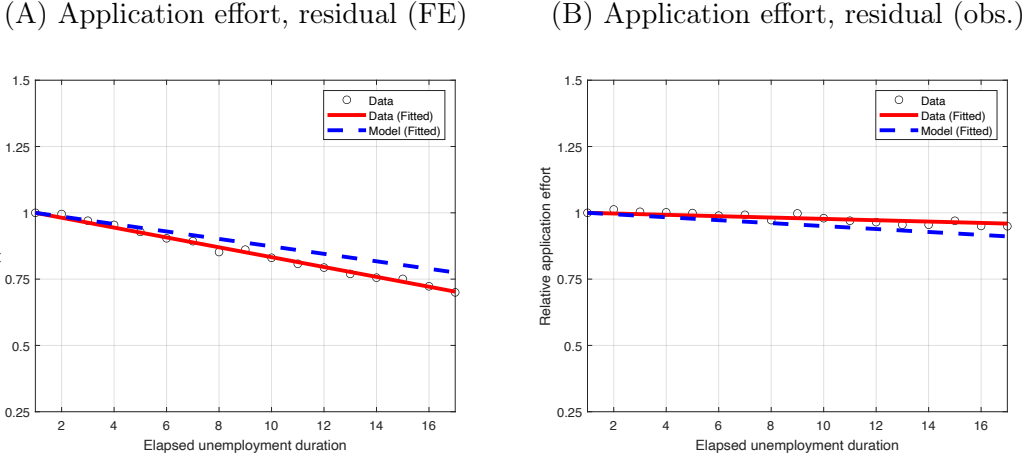 (A) Application effort, residual (FE)
1.5
1.25
1
0.75
0.5
0.25
2 4 6 8 10 12 14 16
Elapsed unemployment duration
Data
Data (Fitted)
Model (Fitted)
(B) Application effort, residual (obs.)
Relative application effort
1.5
1.25
1
0.75
0.5
0.25
2 4 6 8 10 12 14 16
Elapsed unemployment duration
Data
Data (Fitted)
Model (Fitted)